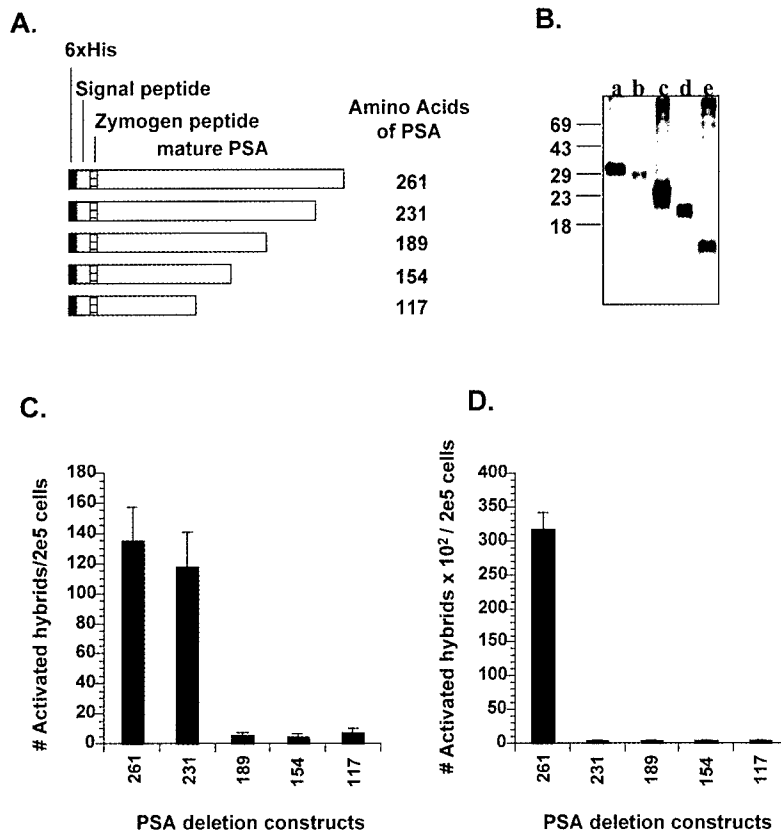 A.
6xHis
Signal peptide
Zymogen peptide
mature PSA
Amino Acids
of PSA
261
231
189
154
117
B.
a b c d e
69
43
29
23
18
C.
# Activated hybrids/2e5 cells
180
160
140
120
100
80
60
40
20
0
261
231
189
154
117
PSA deletion constructs
D.
# Activated hybrids x 10² / 2e5 cells
400
350
300
250
200
150
100
50
0
261
231
189
154
117
PSA deletion constructs